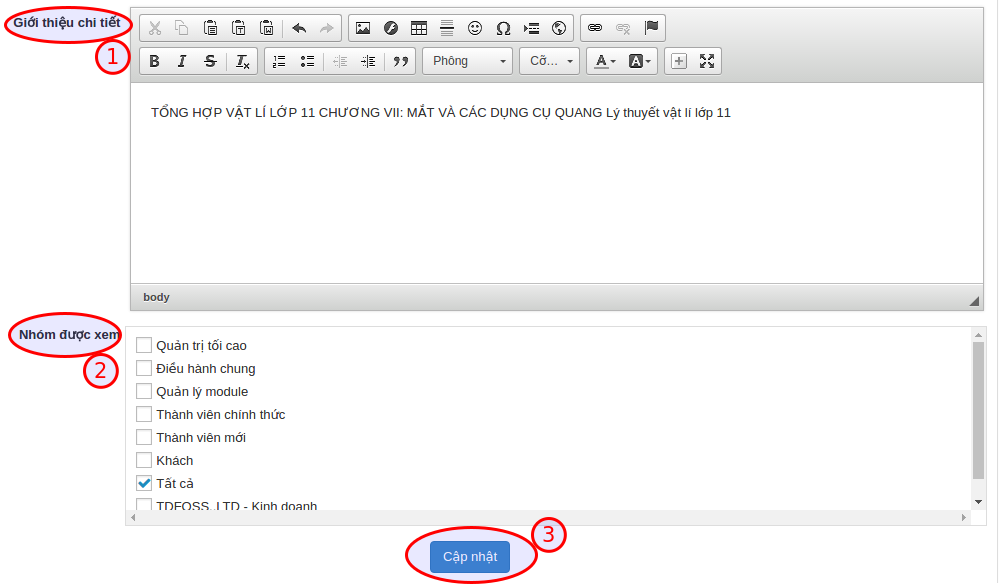 Giới thiệu chi tiết
1
B I S Ix
Phông
Cỡ...
A A
TỔNG HỢP VẬT LÍ LỚP 11 CHƯƠNG VII: MẮT VÀ CÁC DỤNG CỤ QUANG Lý thuyết vật lí lớp 11
body
Nhóm được xem
2
Quản trị tối cao
Điều hành chung
Quản lý module
Thành viên chính thức
Thành viên mới
Khách
Tất cả
TDFOSS.,LTD - Kinh doanh
3
Cập nhật